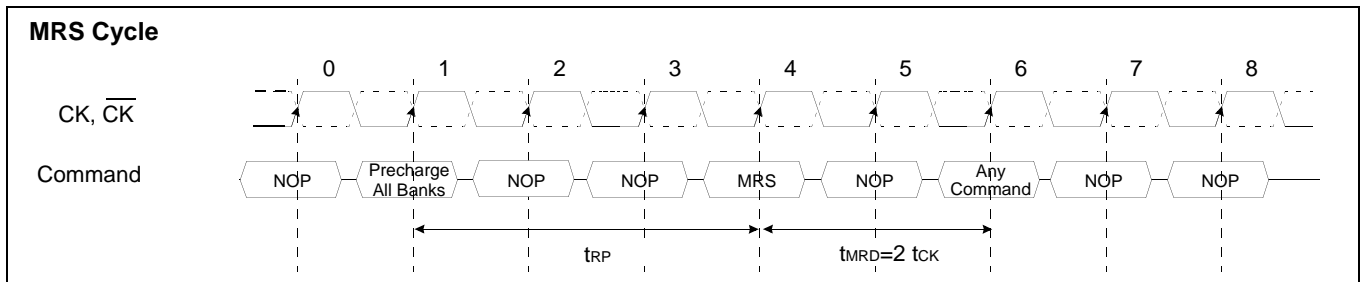 MRS Cycle
0 1 2 3 4 5 6 7 8
CK, CK
Command
NOP Precharge All Banks NOP NOP MRS NOP Any Command NOP NOP
tRP tMRD=2 tCK